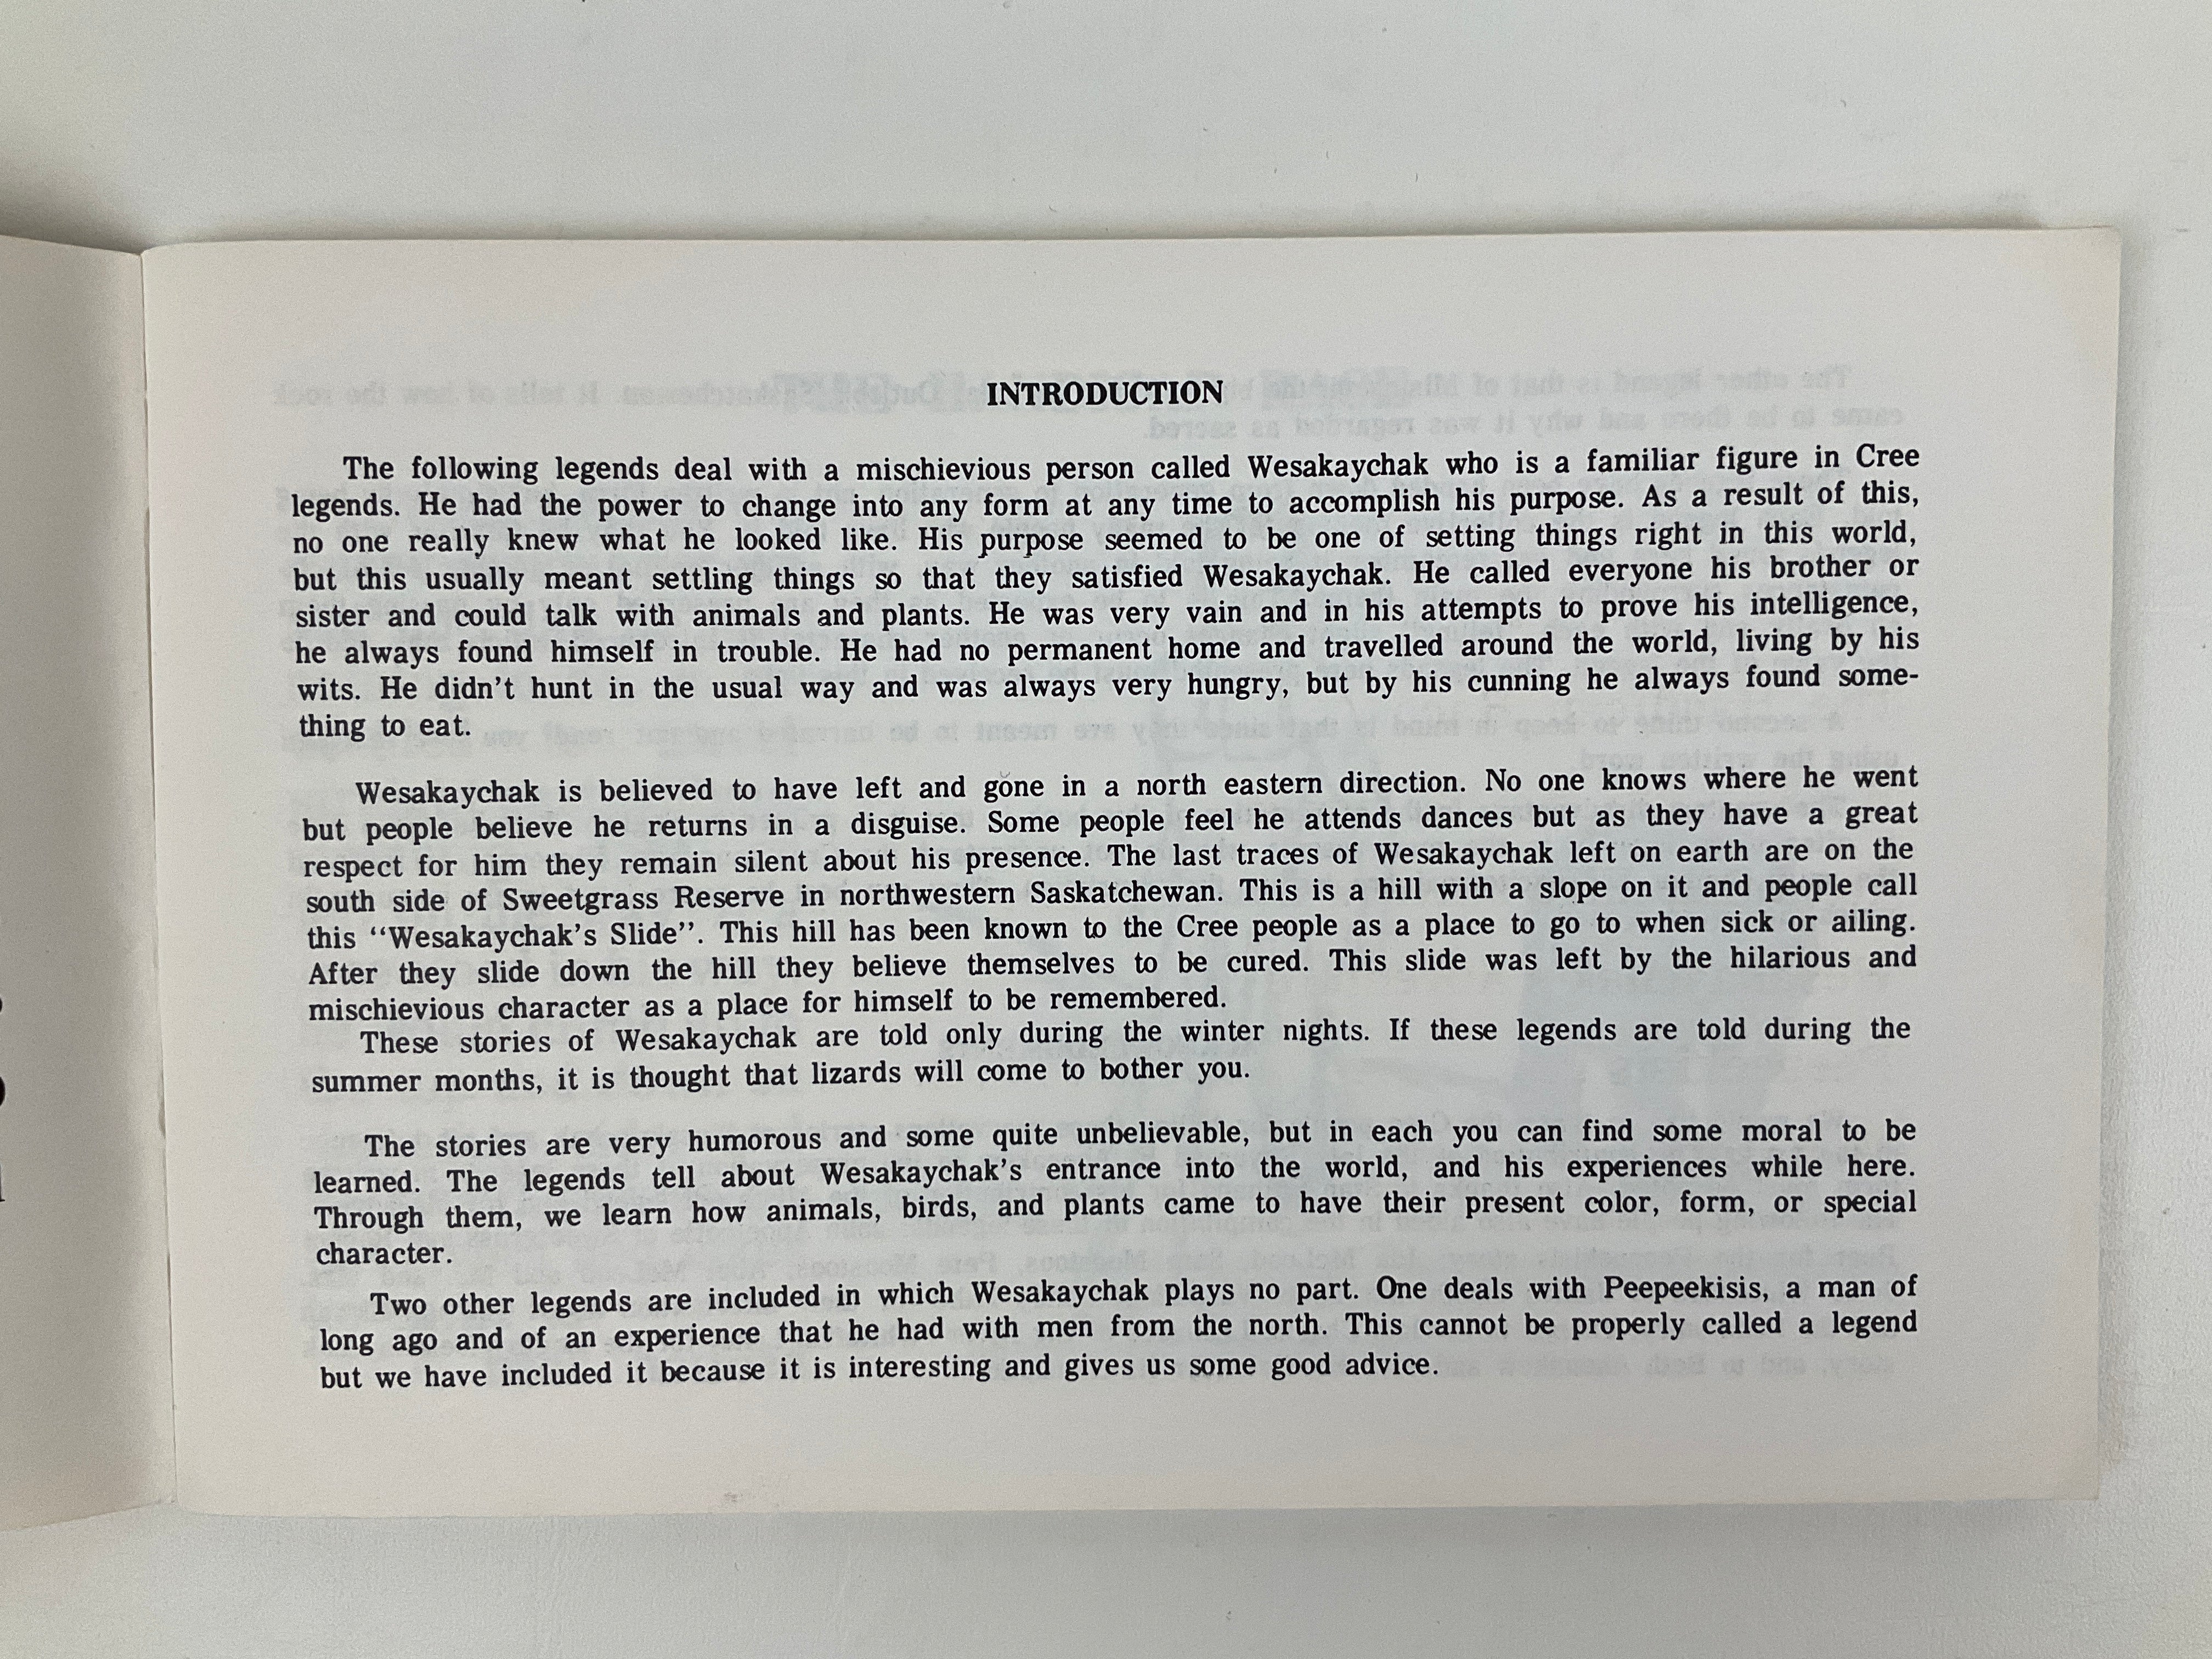 INTRODUCTION
The following legends deal with a mischievious person called Wesakaychak who is a familiar figure in Cree
legends. He had the power to change into any form at any time to accomplish his purpose. As a result of this,
no one really knew what he looked like. His purpose seemed to be one of setting things right in this world,
but this usually meant settling things so that they satisfied Wesakaychak. He called everyone his brother or
sister and could talk with animals and plants. He was very vain and in his attempts to prove his intelligence,
he always found himself in trouble. He had no permanent home and travelled around the world, living by his
wits. He didn't hunt in the usual way and was always very hungry, but by his cunning he always found some-
thing to eat.
Wesakaychak is believed to have left and gone in a north eastern direction. No one knows where he went
but people believe he returns in a disguise. Some people feel he attends dances but as they have a great
respect for him they remain silent about his presence. The last traces of Wesakaychak left on earth are on the
south side of Sweetgrass Reserve in northwestern Saskatchewan. This is a hill with a slope on it and people call
this "Wesakaychak's Slide". This hill has been known to the Cree people as a place to go to when sick or ailing.
After they slide down the hill they believe themselves to be cured. This slide was left by the hilarious and
mischievious character as a place for himself to be remembered.
These stories of Wesakaychak are told only during the winter nights. If these legends are told during the
summer months, it is thought that lizards will come to bother you.
The stories are very humorous and some quite unbelievable, but in each you can find some moral to be
learned. The legends tell about Wesakaychak's entrance into the world, and his experiences while here.
Through them, we learn how animals, birds, and plants came to have their present color, form, or special
character.
Two other legends are included in which Wesakaychak plays no part. One deals with Peepeekisis, a man of
long ago and of an experience that he had with men from the north. This cannot be properly called a legend
but we have included it because it is interesting and gives us some good advice.